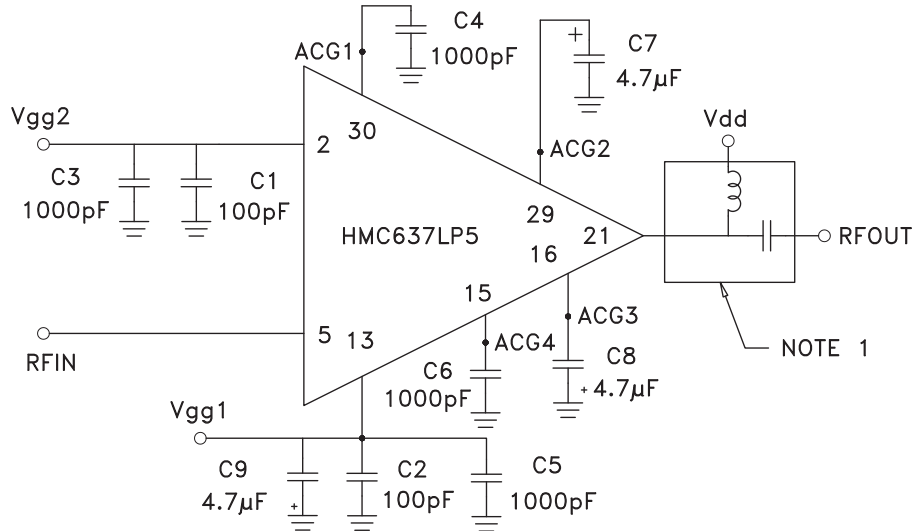 C4
1000pF
ACG1
+
C7
4.7µF
Vgg2
Vdd
2
30
ACG2
C3
1000pF
C1
100pF
29
HMC637LP5
21
RFOUT
16
15
ACG3
5
13
ACG4
NOTE 1
RFIN
C6
1000pF
C8
+4.7µF
Vgg1
C9
4.7µF
+
C2
100pF
C5
1000pF